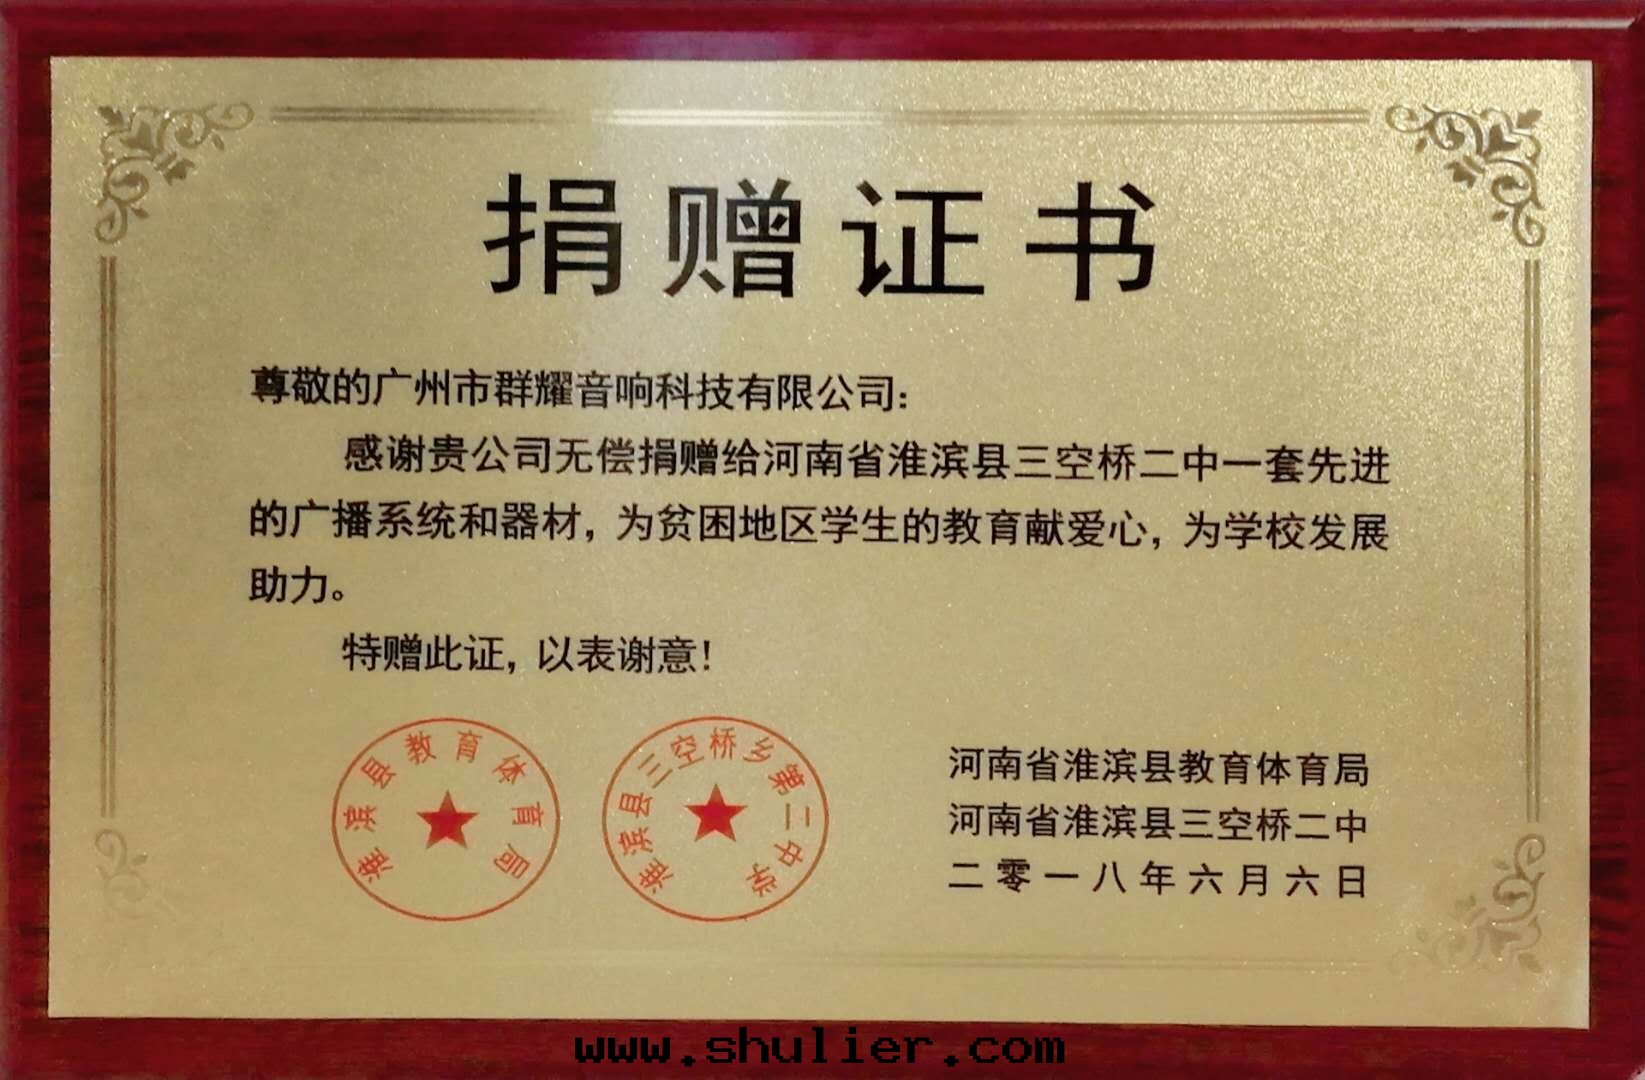 捐赠证书
尊敬的广州市群耀音响科技有限公司：
感谢贵公司无偿捐赠给河南省淮滨县三空桥二中一套先进
的广播系统和器材，为贫困地区学生的教育献爱心，为学校发展
助力。
特赠此证，以表谢意！
淮滨县教育体育局
淮滨县三空桥乡第二中学
河南省淮滨县教育体育局
河南省淮滨县三空桥二中
二零一八年六月六日
www.shulier.com